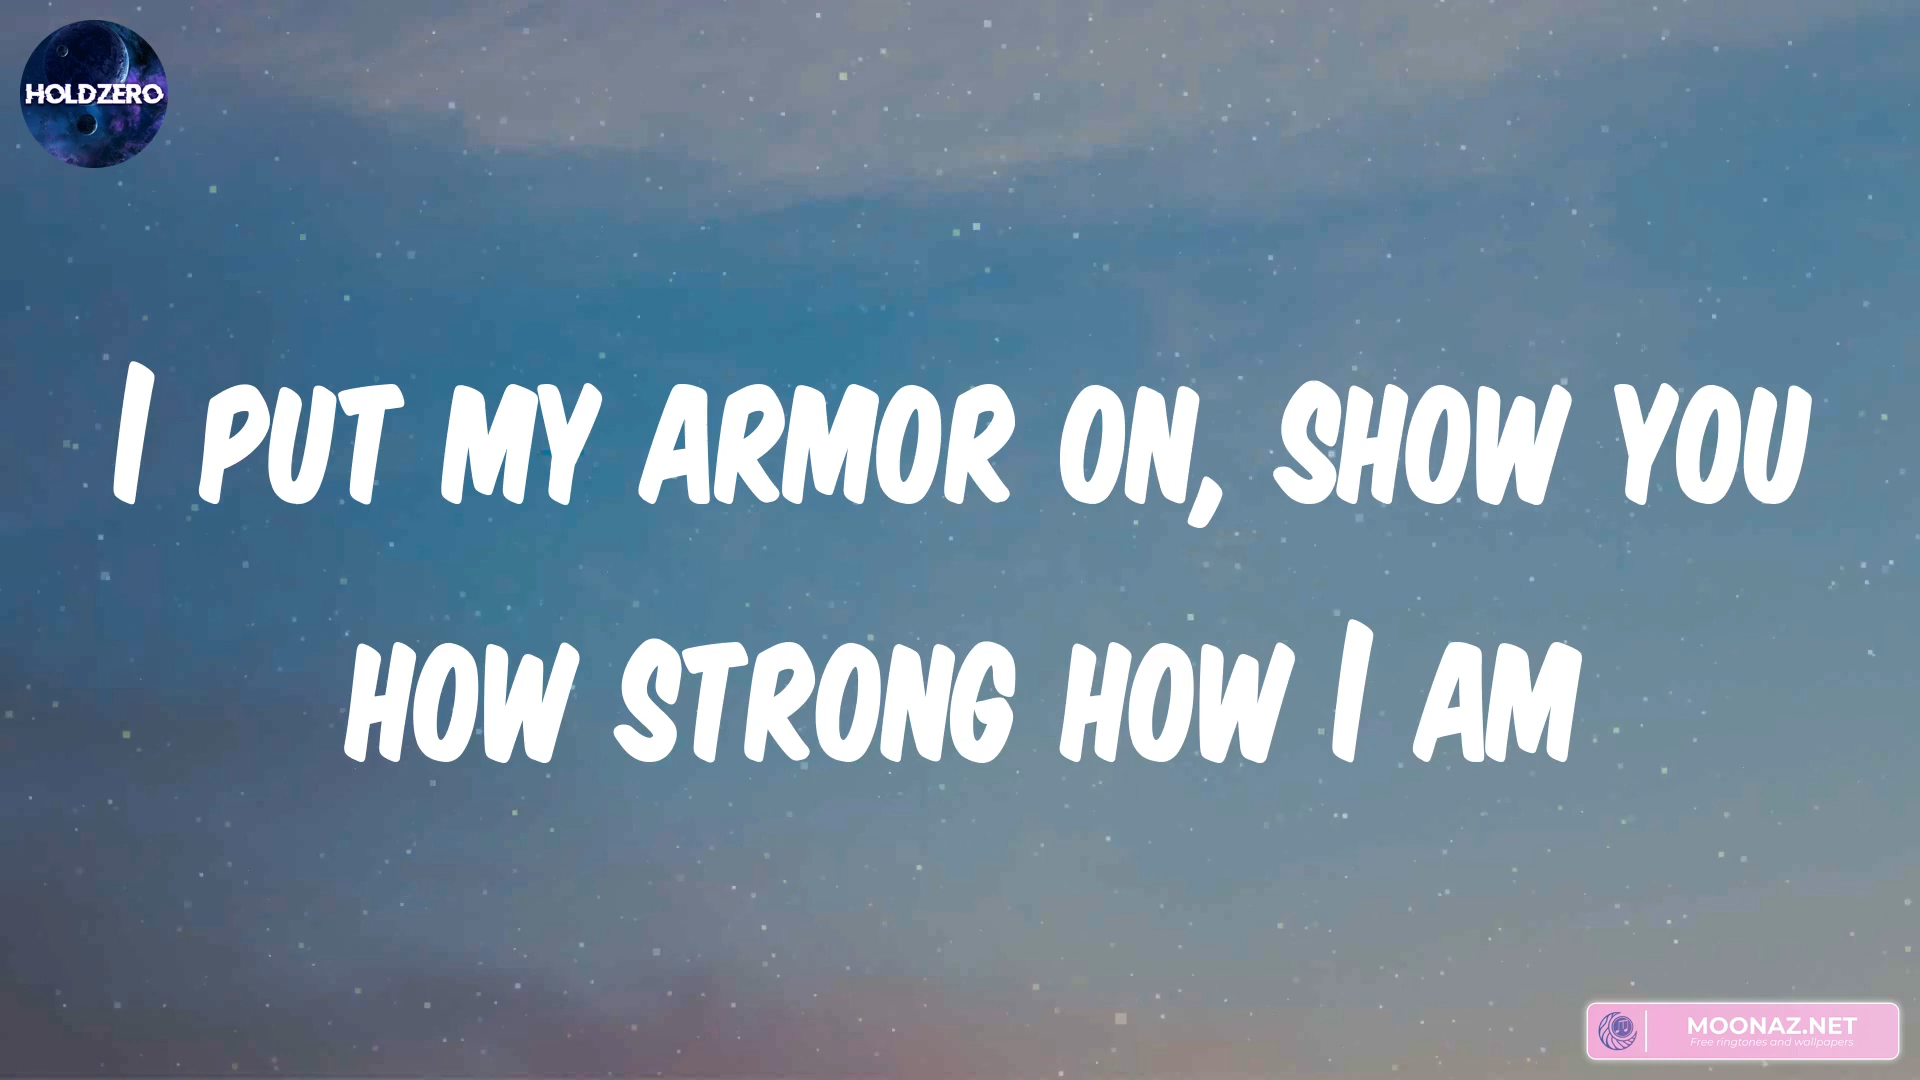 HOLDZERO
I PUT MY ARMOR ON, SHOW YOU
HOW STRONG HOW I AM
MOONAZ.NET
Free ringtones and wallpapers